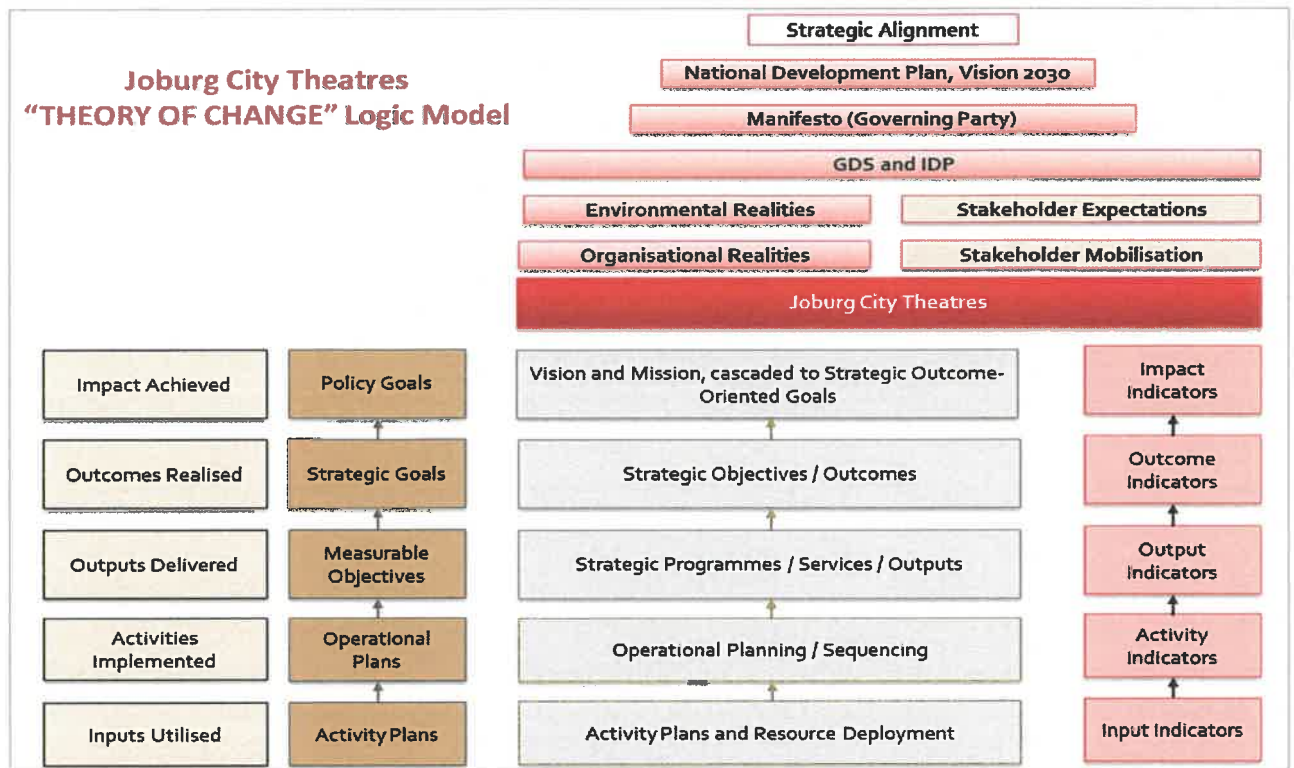 Joburg City Theatres
“THEORY OF CHANGE” Logic Model
Strategic Alignment
National Development Plan, Vision 2030
Manifesto (Governing Party)
GDS and IDP
Environmental Realities
Stakeholder Expectations
Organisational Realities
Stakeholder Mobilisation
Joburg City Theatres
Impact Achieved
Policy Goals
Vision and Mission, cascaded to Strategic Outcome-
Oriented Goals
Impact
Indicators
Outcomes Realised
Strategic Goals
Strategic Objectives / Outcomes
Outcome
Indicators
Outputs Delivered
Measurable
Objectives
Strategic Programmes / Services / Outputs
Output
Indicators
Activities
Implemented
Operational
Plans
Operational Planning / Sequencing
Activity
Indicators
Inputs Utilised
Activity Plans
Activity Plans and Resource Deployment
Input Indicators